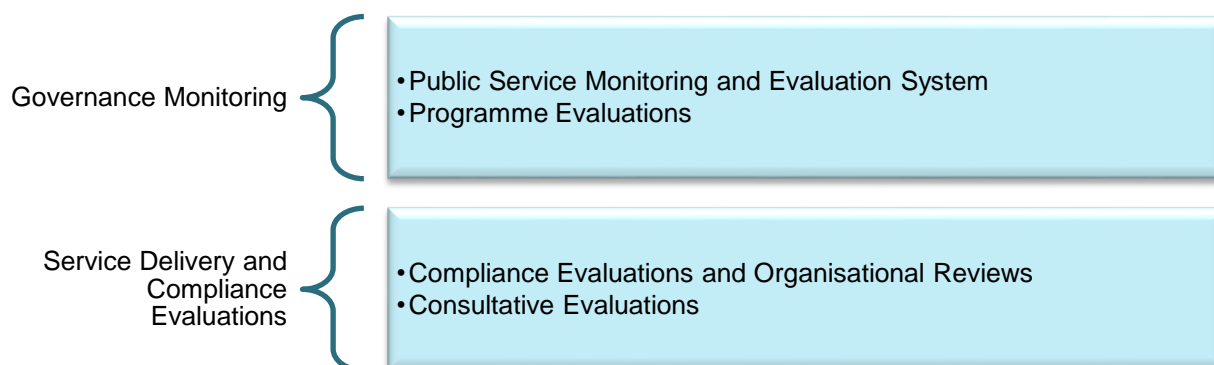 Governance Monitoring
•Public Service Monitoring and Evaluation System
•Programme Evaluations
Service Delivery and
Compliance
Evaluations
•Compliance Evaluations and Organisational Reviews
•Consultative Evaluations